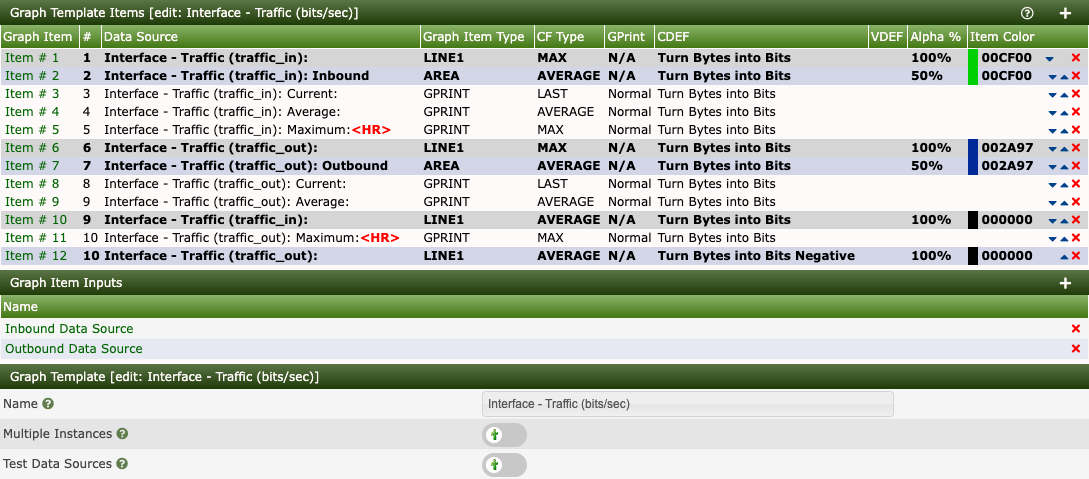 Graph Template Items [edit: Interface - Traffic (bits/sec)]
Graph Item # Data Source Graph Item Type CF Type GPrint CDEF VDEF Alpha % Item Color
Item # 1 1 Interface - Traffic (traffic_in): LINE1 MAX N/A Turn Bytes into Bits 100% 00CF00
Item # 2 2 Interface - Traffic (traffic_in): Inbound AREA AVERAGE N/A Turn Bytes into Bits 50% 00CF00
Item # 3 3 Interface - Traffic (traffic_in): Current: GPRINT LAST Normal Turn Bytes into Bits
Item # 4 4 Interface - Traffic (traffic_in): Average: GPRINT AVERAGE Normal Turn Bytes into Bits
Item # 5 5 Interface - Traffic (traffic_in): Maximum:<HR> GPRINT MAX Normal Turn Bytes into Bits
Item # 6 6 Interface - Traffic (traffic_out): LINE1 MAX N/A Turn Bytes into Bits 100% 002A97
Item # 7 7 Interface - Traffic (traffic_out): Outbound AREA AVERAGE N/A Turn Bytes into Bits 50% 002A97
Item # 8 8 Interface - Traffic (traffic_out): Current: GPRINT LAST Normal Turn Bytes into Bits
Item # 9 9 Interface - Traffic (traffic_out): Average: GPRINT AVERAGE Normal Turn Bytes into Bits
Item # 10 9 Interface - Traffic (traffic_in): LINE1 AVERAGE N/A Turn Bytes into Bits 100% 000000
Item # 11 10 Interface - Traffic (traffic_out): Maximum:<HR> GPRINT MAX Normal Turn Bytes into Bits
Item # 12 10 Interface - Traffic (traffic_out): LINE1 AVERAGE N/A Turn Bytes into Bits Negative 100% 000000
Graph Item Inputs
Name
Inbound Data Source
Outbound Data Source
Graph Template [edit: Interface - Traffic (bits/sec)]
Name Interface - Traffic (bits/sec)
Multiple Instances
Test Data Sources